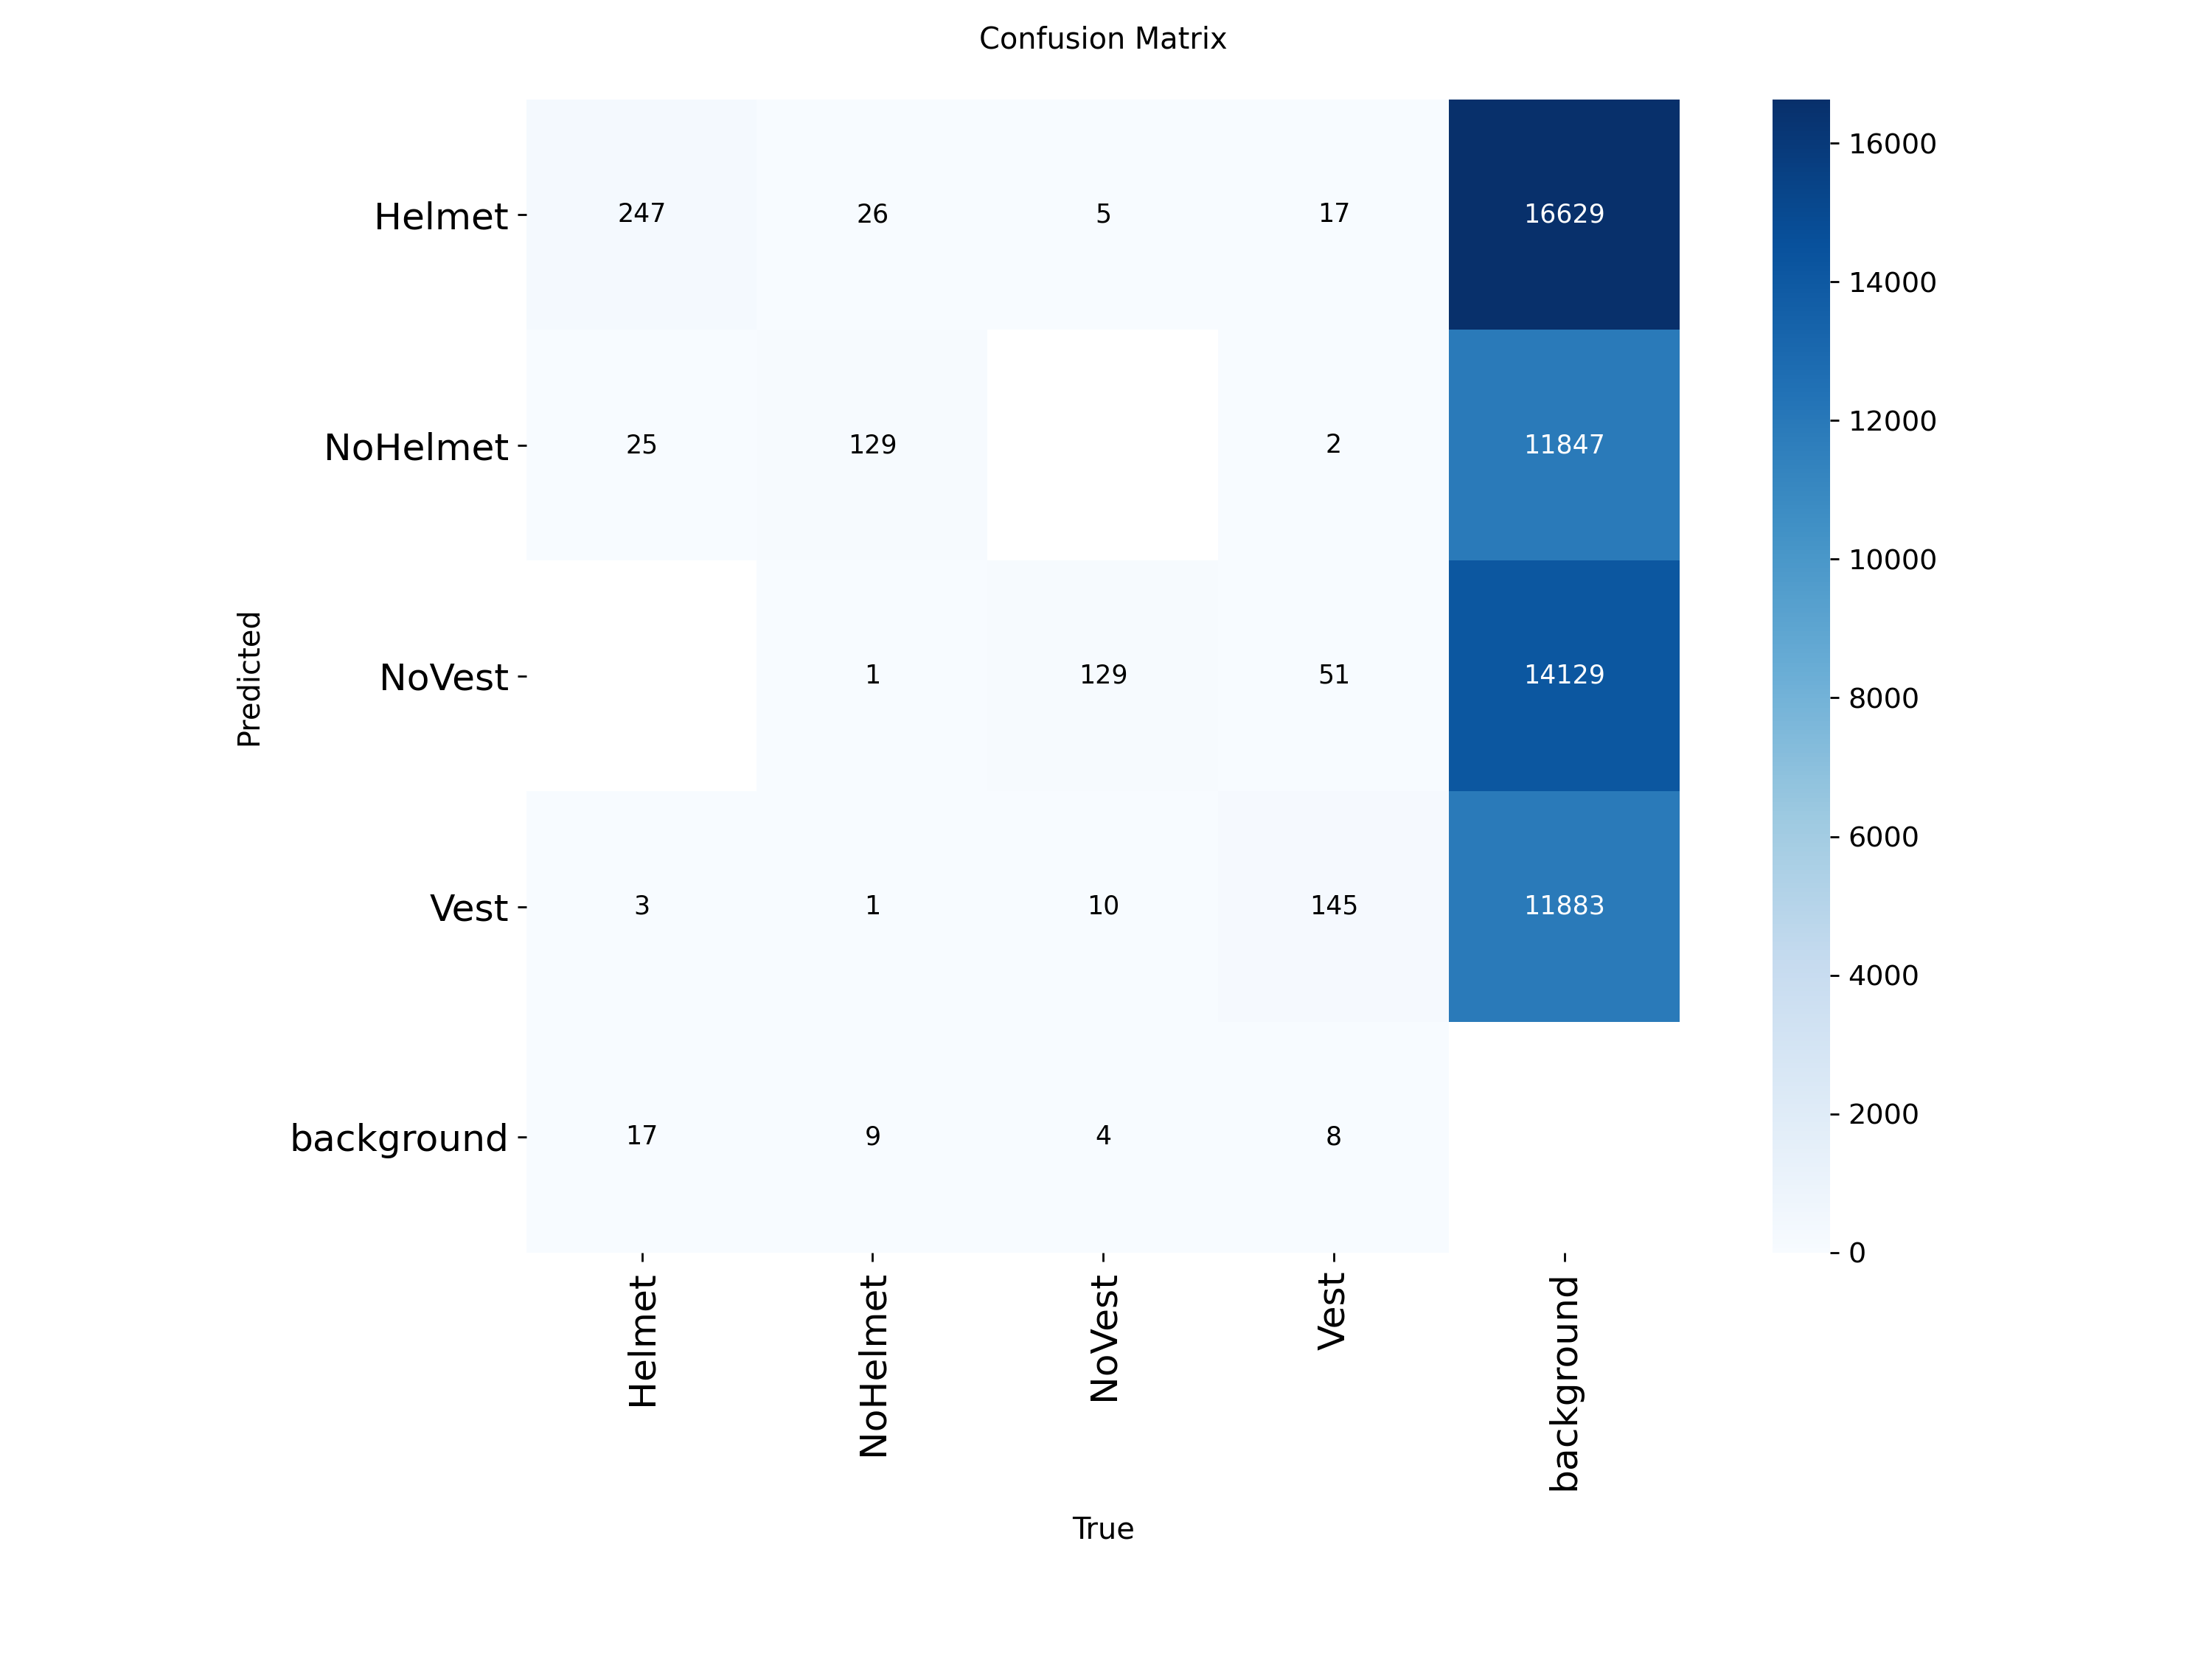 Confusion Matrix
Helmet 247 26 5 17 16629
NoHelmet 25 129 2 11847
NoVest 1 129 51 14129
Vest 3 1 10 145 11883
background 17 9 4 8
Predicted
Helmet NoHelmet NoVest Vest background
True
16000
14000
12000
10000
8000
6000
4000
2000
0